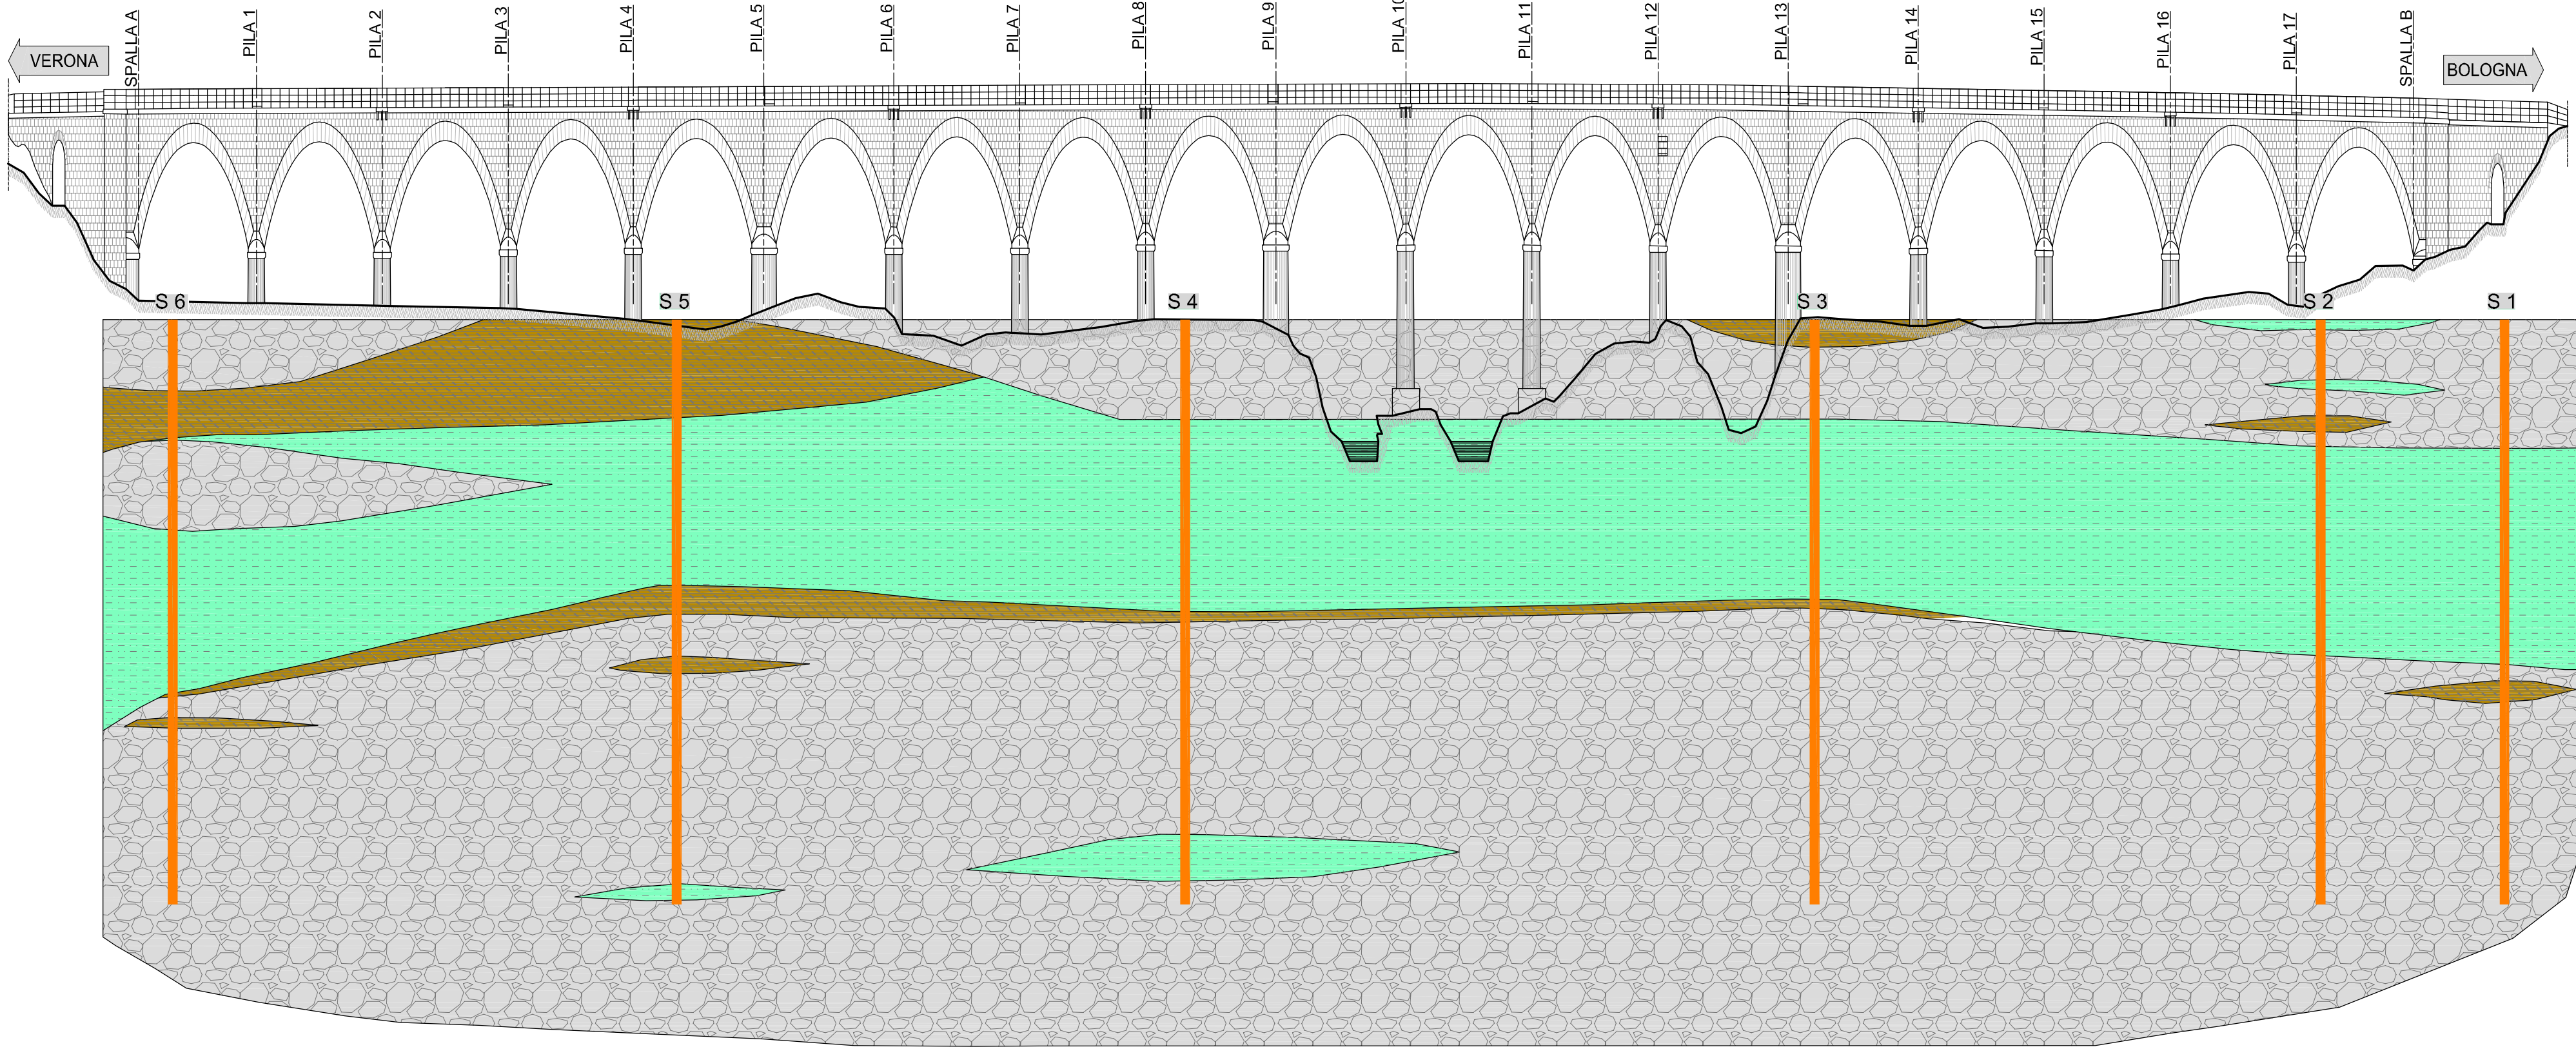 VERONA
SPALLA A
PILA 1
PILA 2
PILA 3
PILA 4
PILA 5
PILA 6
PILA 7
PILA 8
PILA 9
PILA 10
PILA 11
PILA 12
PILA 13
PILA 14
PILA 15
PILA 16
PILA 17
SPALLA B
BOLOGNA
S 6
S 5
S 4
S 3
S 2
S 1